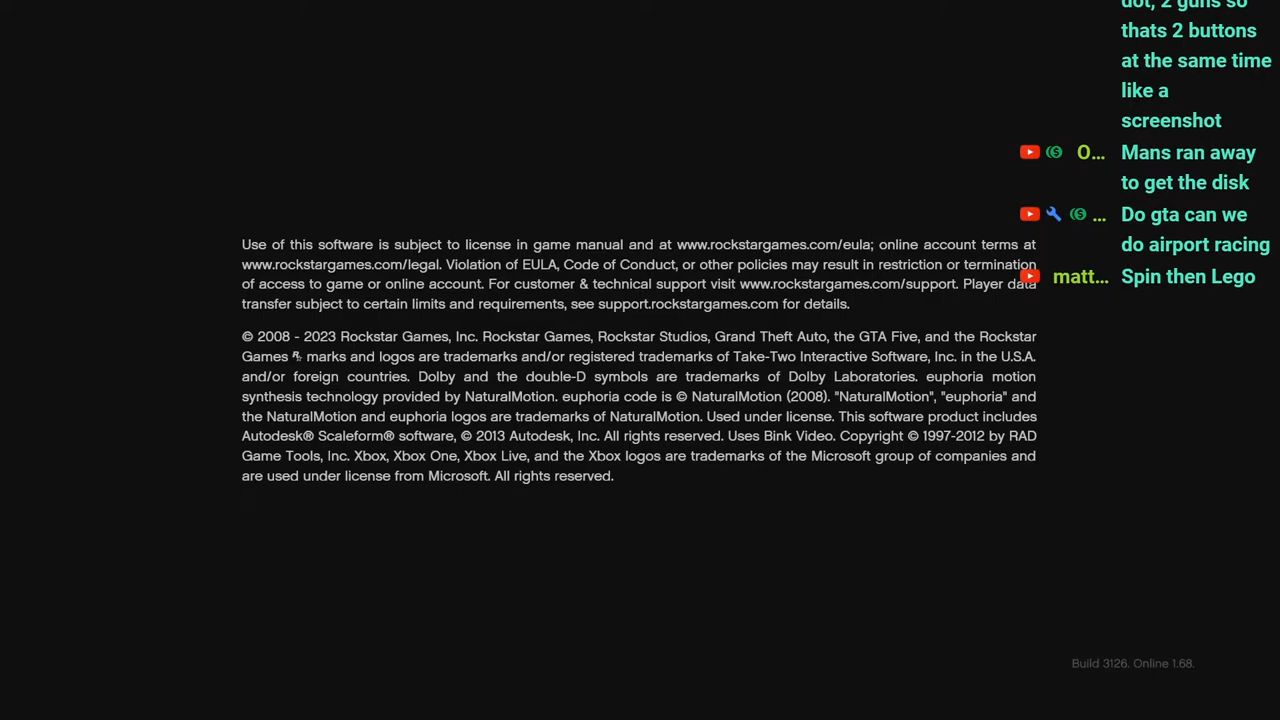 dot, 2 guns so
thats 2 buttons
at the same time
like a
screenshot
O... Mans ran away
to get the disk
... Do gta can we
do airport racing
matt... Spin then Lego
Use of this software is subject to license in game manual and at www.rockstargames.com/eula; online account terms at
www.rockstargames.com/legal. Violation of EULA, Code of Conduct, or other policies may result in restriction or termination
of access to game or online account. For customer & technical support visit www.rockstargames.com/support. Player data
transfer subject to certain limits and requirements, see support.rockstargames.com for details.
© 2008 - 2023 Rockstar Games, Inc. Rockstar Games, Rockstar Studios, Grand Theft Auto, the GTA Five, and the Rockstar
Games R* marks and logos are trademarks and/or registered trademarks of Take-Two Interactive Software, Inc. in the U.S.A.
and/or foreign countries. Dolby and the double-D symbols are trademarks of Dolby Laboratories. euphoria motion
synthesis technology provided by NaturalMotion. euphoria code is © NaturalMotion (2008). "NaturalMotion", "euphoria" and
the NaturalMotion and euphoria logos are trademarks of NaturalMotion. Used under license. This software product includes
Autodesk® Scaleform® software, © 2013 Autodesk, Inc. All rights reserved. Uses Bink Video. Copyright © 1997-2012 by RAD
Game Tools, Inc. Xbox, Xbox One, Xbox Live, and the Xbox logos are trademarks of the Microsoft group of companies and
are used under license from Microsoft. All rights reserved.
Build 3126. Online 1.68.